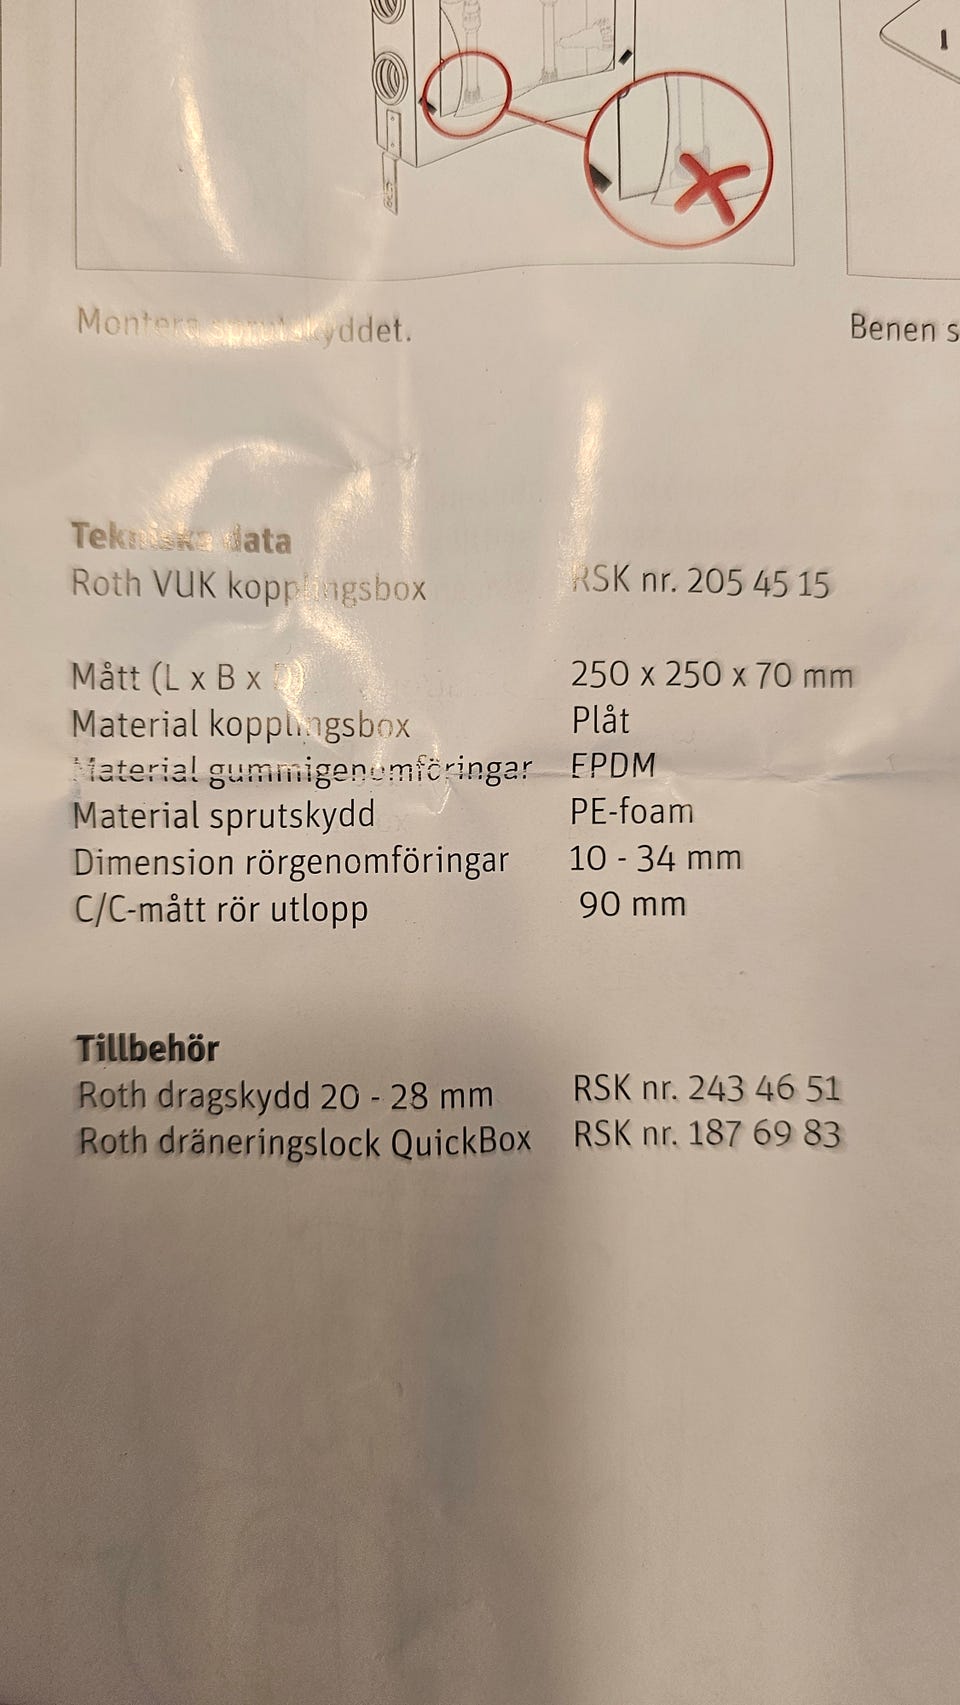 Montera sprutskyddet.
Benen s
Tekniska data
Roth VUK kopplingsbox RSK nr. 205 45 15
Mått (L x B x D) 250 x 250 x 70 mm
Material kopplingsbox Plåt
Material gummigenomföringar EPDM
Material sprutskydd PE-foam
Dimension rörgenomföringar 10 - 34 mm
C/C-mått rör utlopp 90 mm
Tillbehör
Roth dragskydd 20 - 28 mm RSK nr. 243 46 51
Roth dräneringslock QuickBox RSK nr. 187 69 83